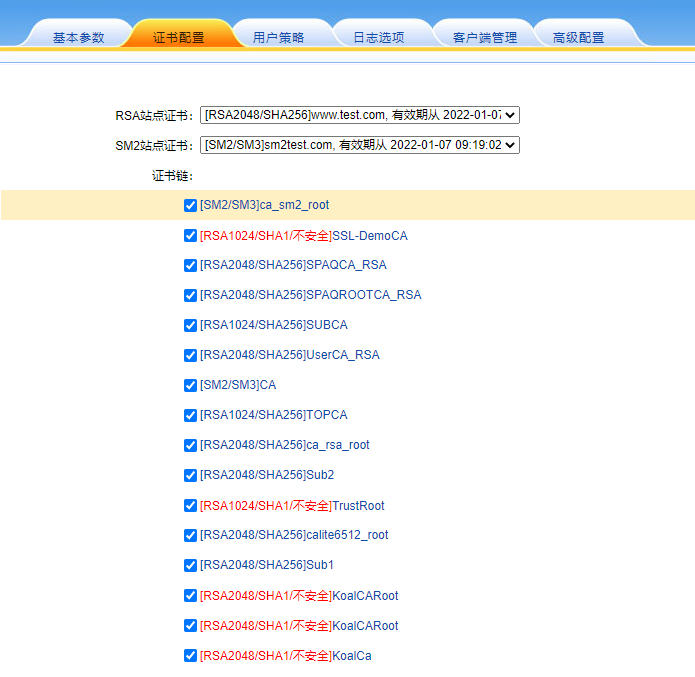 基本参数 证书配置 用户策略 日志选项 客户端管理 高级配置
RSA站点证书： [RSA2048/SHA256]www.test.com, 有效期从 2022-01-07
SM2站点证书： [SM2/SM3]sm2test.com, 有效期从 2022-01-07 09:19:02
证书链：
[SM2/SM3]ca_sm2_root
[RSA1024/SHA1/不安全]SSL-DemoCA
[RSA2048/SHA256]SPAQCA_RSA
[RSA2048/SHA256]SPAQROOTCA_RSA
[RSA1024/SHA256]SUBCA
[RSA2048/SHA256]UserCA_RSA
[SM2/SM3]CA
[RSA1024/SHA256]TOPCA
[RSA2048/SHA256]ca_rsa_root
[RSA2048/SHA256]Sub2
[RSA1024/SHA1/不安全]TrustRoot
[RSA2048/SHA256]calite6512_root
[RSA2048/SHA256]Sub1
[RSA2048/SHA1/不安全]KoalCARoot
[RSA2048/SHA1/不安全]KoalCARoot
[RSA2048/SHA1/不安全]KoalCa